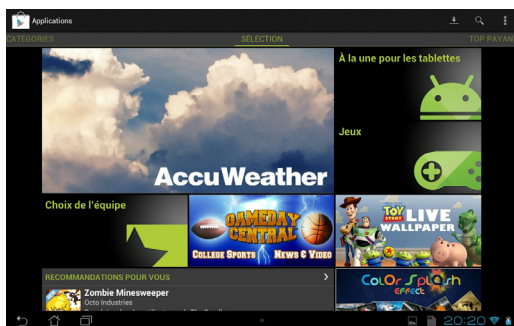 Applications
CATÉGORIES
SÉLECTION
TOP PAYAN
À la une pour les tablettes
AccuWeather
Jeux
Choix de l'équipe
GAMEDAY
CENTRAL
COLLEGE SPORTS NEWS & VIDEO
TOY STORY LIVE
WALLPAPER
RECOMMANDATIONS POUR VOUS
Zombie Minesweeper
Octo Industries
COLOR SPLASH
EFFECT
20:20